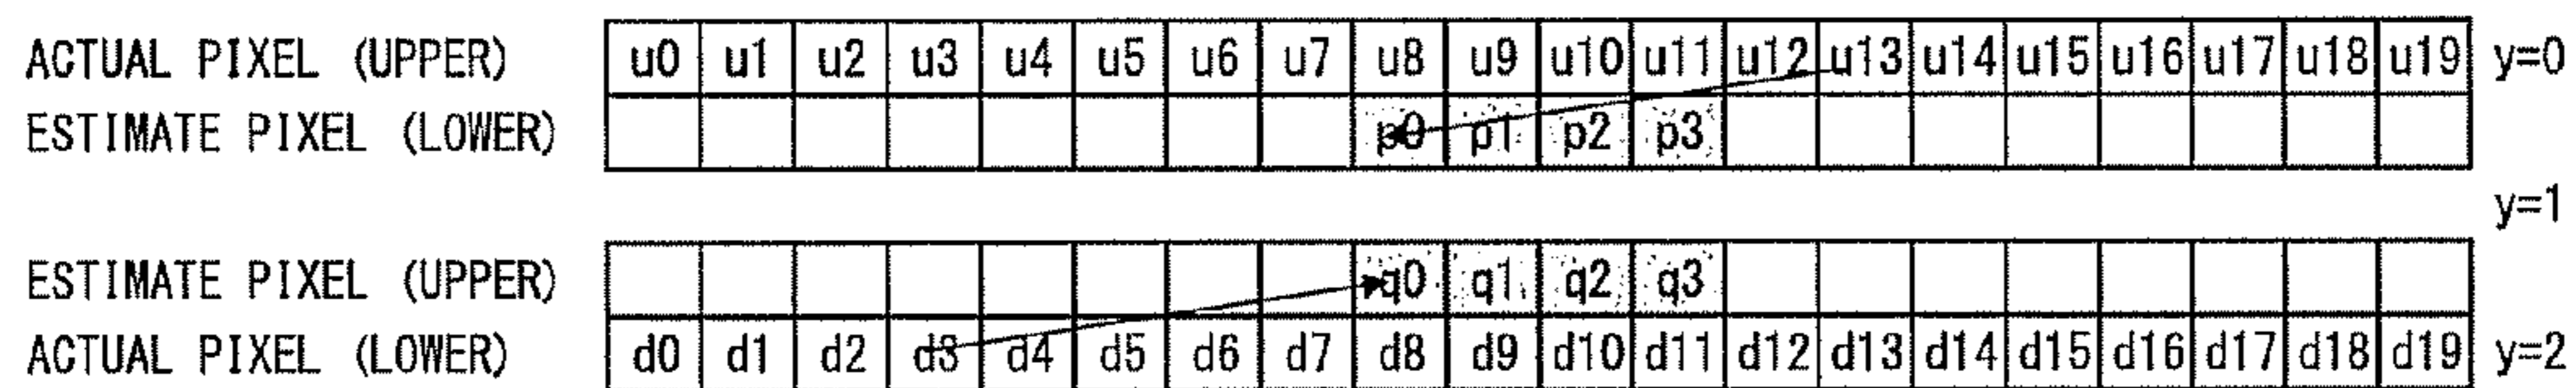 ACTUAL PIXEL (UPPER) u0 u1 u2 u3 u4 u5 u6 u7 u8 u9 u10 u11 u12 u13 u14 u15 u16 u17 u18 u19 y=0
ESTIMATE PIXEL (LOWER) p0 p1 p2 p3
y=1
ESTIMATE PIXEL (UPPER) q0 q1 q2 q3
ACTUAL PIXEL (LOWER) d0 d1 d2 d3 d4 d5 d6 d7 d8 d9 d10 d11 d12 d13 d14 d15 d16 d17 d18 d19 y=2